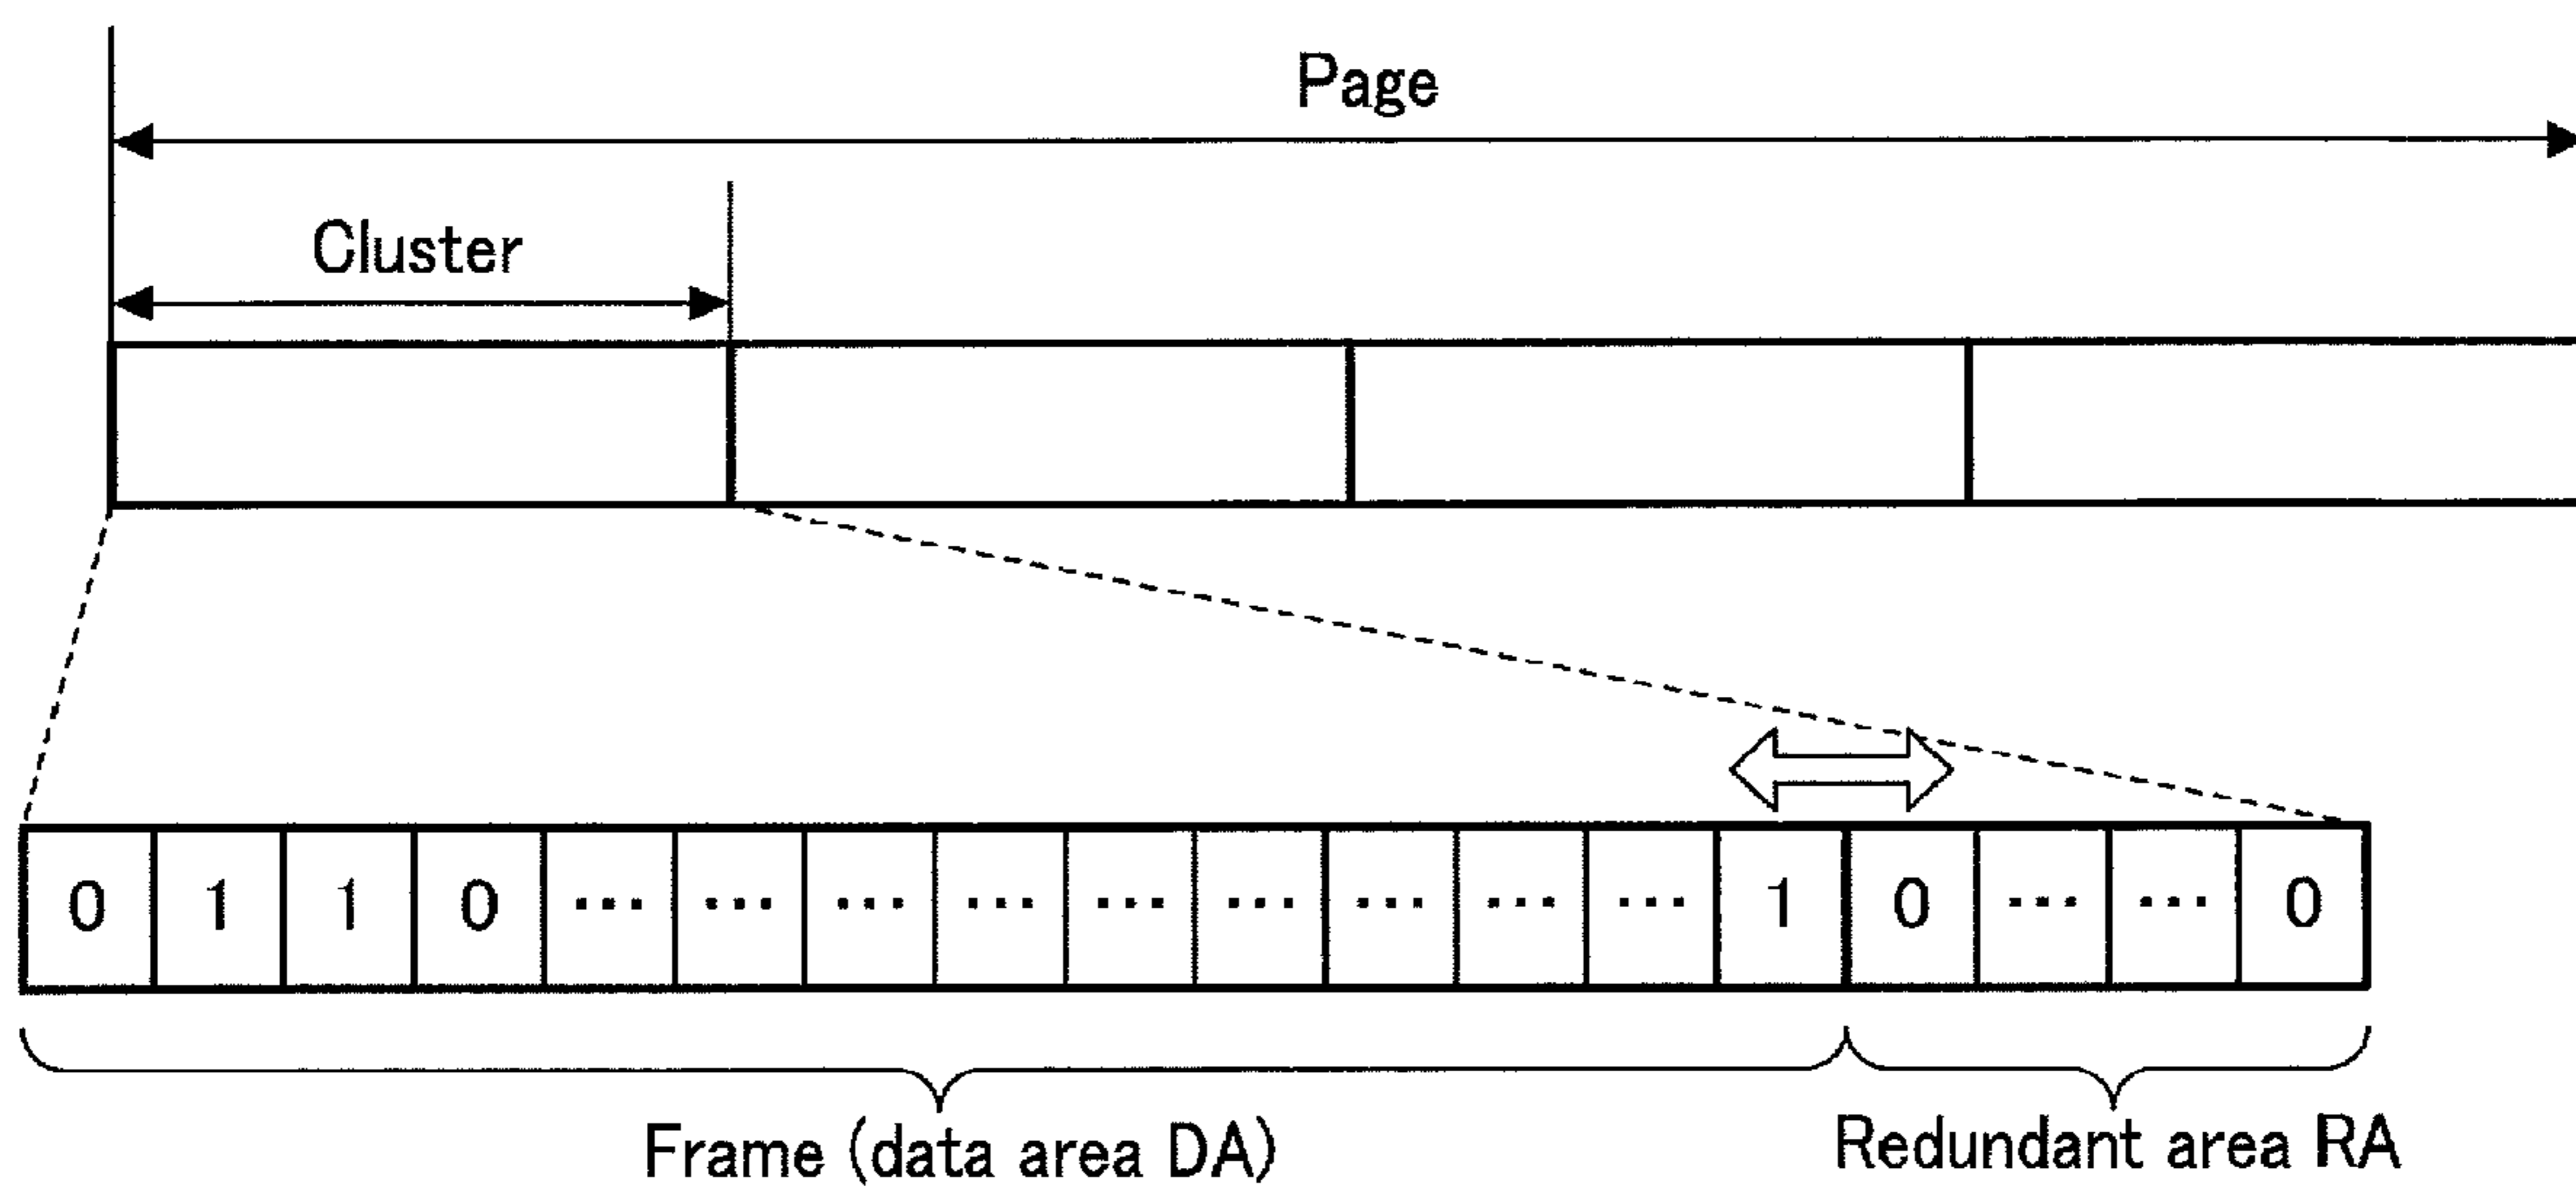 Page
Cluster
0 1 1 0 ... ... ... ... ... ... ... ... ... 1 0 ... ... 0
Frame (data area DA)
Redundant area RA